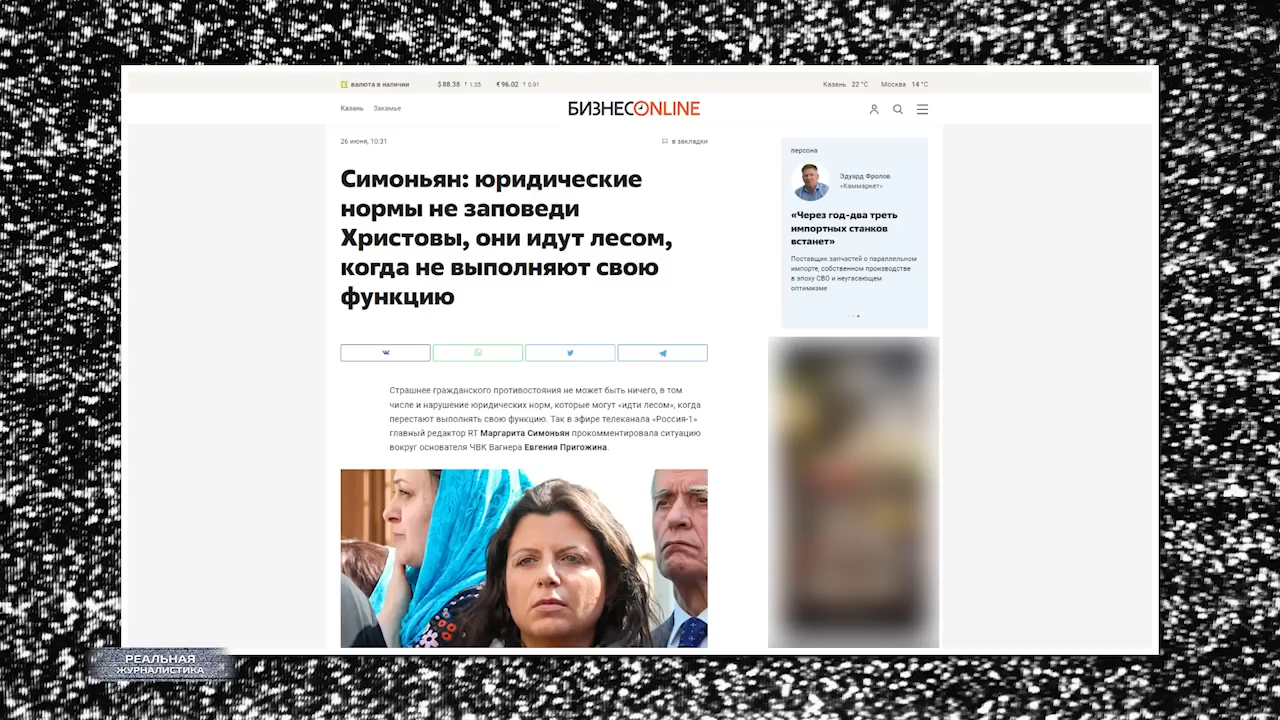 валюта в наличии $ 88.38 ↑ 1.35 € 96.02 ↑ 0.91 Казань 22 °C Москва 14 °C
Казань Закамье БИЗНЕСONLINE
26 июня, 10:31 в закладки
Симоньян: юридические
нормы не заповеди
Христовы, они идут лесом,
когда не выполняют свою
функцию
Страшнее гражданского противостояния не может быть ничего, в том
числе и нарушение юридических норм, которые могут «идти лесом», когда
перестают выполнять свою функцию. Так в эфире телеканала «Россия-1»
главный редактор RT Маргарита Симоньян прокомментировала ситуацию
вокруг основателя ЧВК Вагнера Евгения Пригожина.
персона
Эдуард Фролов
«Каммаркет»
«Через год-два треть
импортных станков
встанет»
Поставщик запчастей о параллельном
импорте, собственном производстве
в эпоху СВО и неугасающем
оптимизме
РЕАЛЬНАЯ
ЖУРНАЛИСТИКА